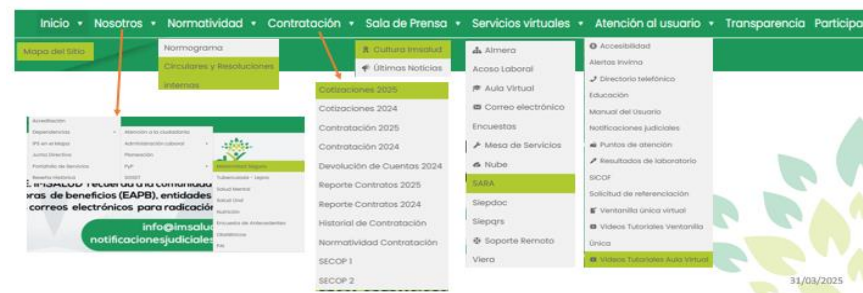 Inicio Nosotros Normatividad Contratación Sala de Prensa Servicios virtuales Atención al usuario Transparencia Participa
Mapa del Sitio
Normograma
Circulares y Resoluciones
Internas
Cultura Imsalud
Últimas Noticias
Cotizaciones 2025
Cotizaciones 2024
Contratación 2025
Contratación 2024
Devolución de Cuentas 2024
Reporte Contratos 2025
Reporte Contratos 2024
Historial de Contratación
Normatividad Contratación
SECOP 1
SECOP 2
Almera
Acoso Laboral
Aula Virtual
Correo electrónico
Encuestas
Mesa de Servicios
Nube
SARA
Siepdoc
Siepqrs
Soporte Remoto
Viera
Accesibilidad
Alertas Invima
Directorio telefónico
Educación
Manual del Usuario
Notificaciones judiciales
Puntos de atención
Resultados de laboratorio
SICOF
Solicitud de referenciación
Ventanilla única virtual
Videos Tutoriales Ventanilla
Única
Videos Tutoriales Aula Virtual
Acreditación
Dependencias
IPS en el Mapa
Junta Directiva
Portafolio de Servicios
Reseña Histórica
Atención a la ciudadanía
Administración Laboral
Planeación
PyP
SGSST
Maternidad Segura
Tuberculosis - Lepra
Salud Mental
Salud Oral
Nutrición
Encuesta de Antecedentes
Obstétricos
PAI
E. IMSALUD recuerda a la comunidad
oras de beneficios (EAPB), entidades
correos electrónicos para radicación
info@imsalud
notificacionesjudiciales
31/03/2025